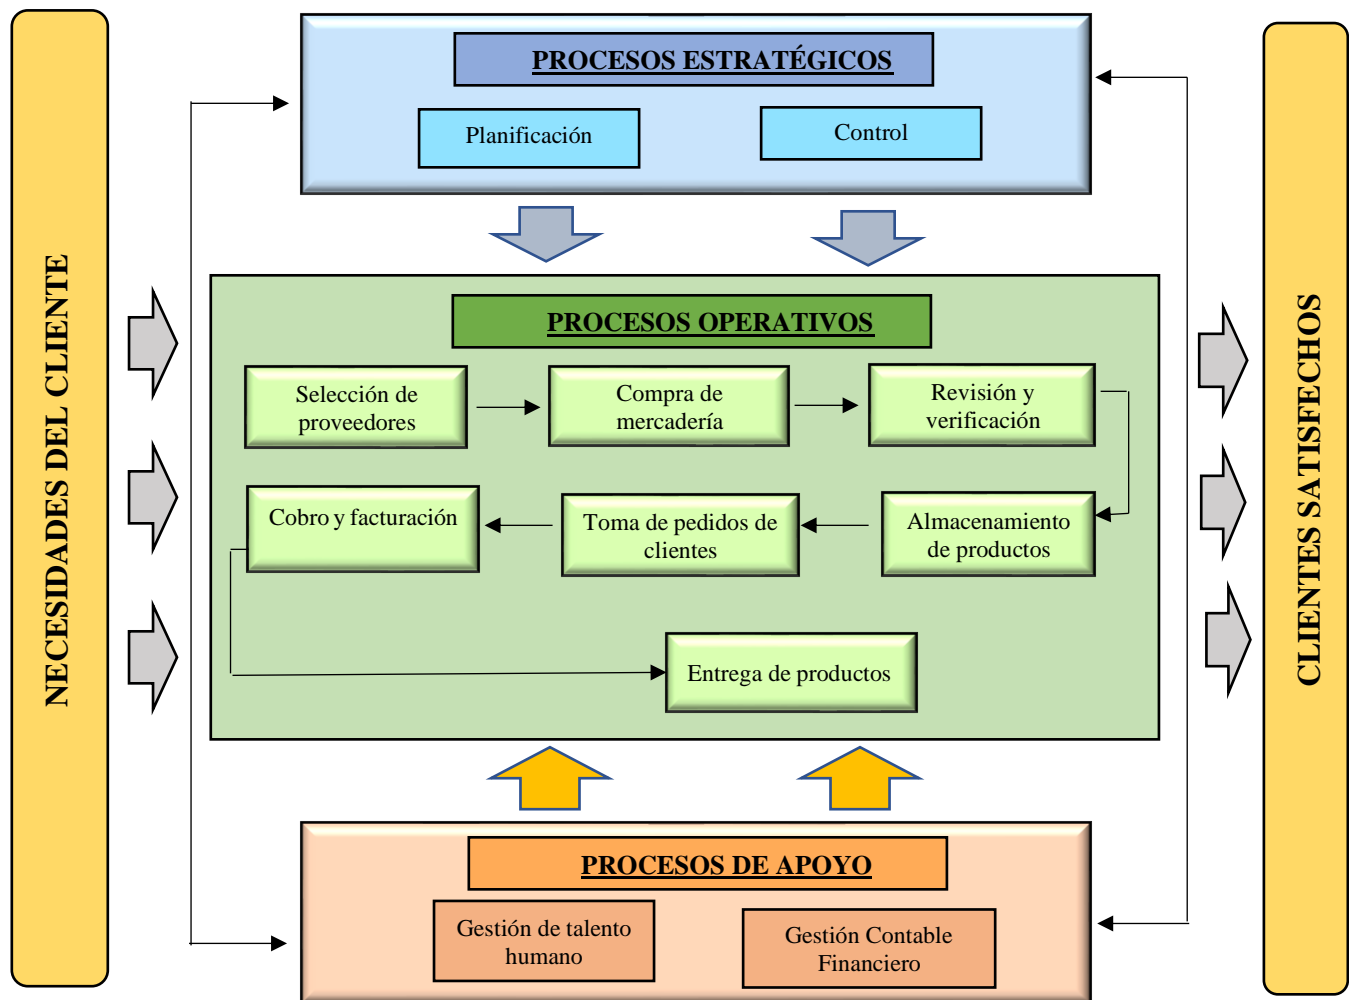 NECESIDADES DEL CLIENTE
PROCESOS ESTRATÉGICOS
Planificación
Control
PROCESOS OPERATIVOS
Selección de
proveedores
Compra de
mercadería
Revisión y
verificación
Cobro y facturación
Toma de pedidos de
clientes
Almacenamiento
de productos
Entrega de productos
PROCESOS DE APOYO
Gestión de talento
humano
Gestión Contable
Financiero
CLIENTES SATISFECHOS